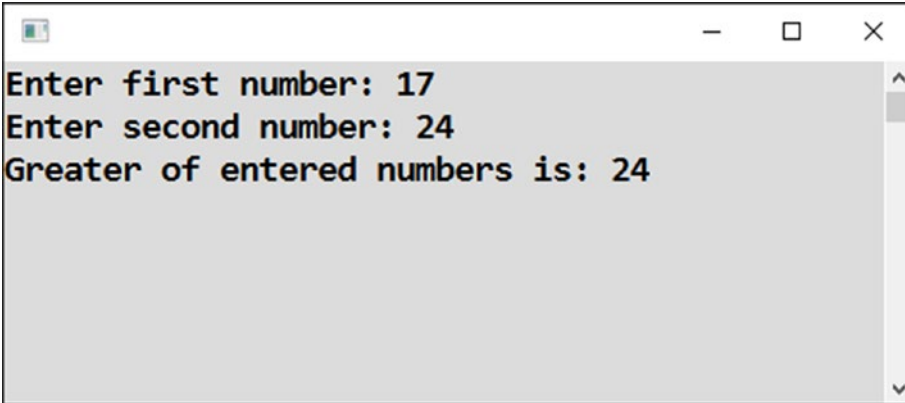 Enter first number: 17
Enter second number: 24
Greater of entered numbers is: 24